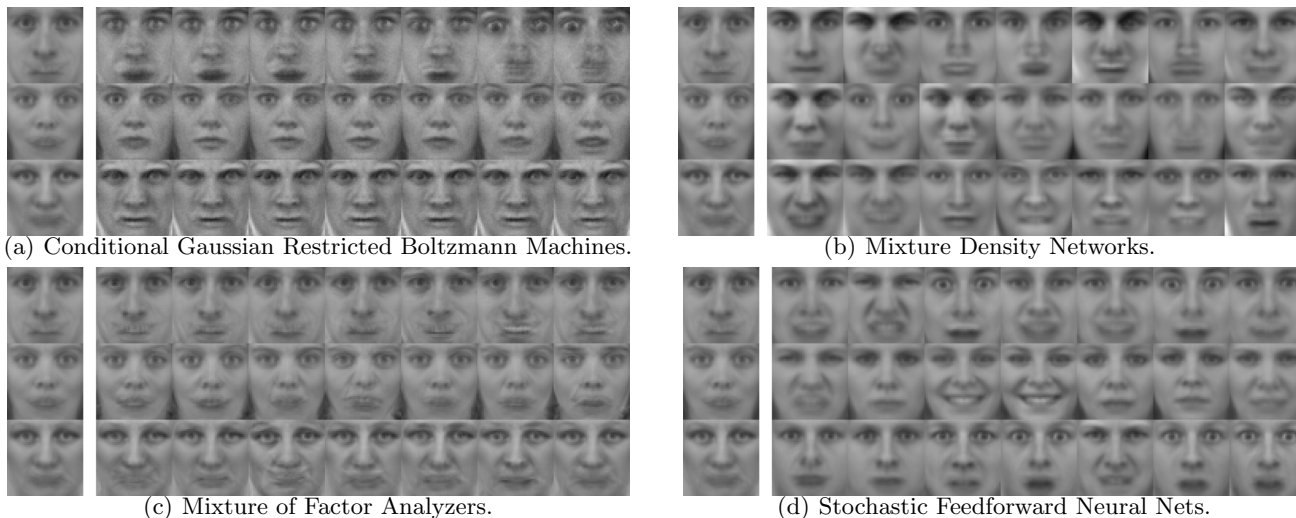 (a) Conditional Gaussian Restricted Boltzmann Machines.
(b) Mixture Density Networks.
(c) Mixture of Factor Analyzers.
(d) Stochastic Feedforward Neural Nets.